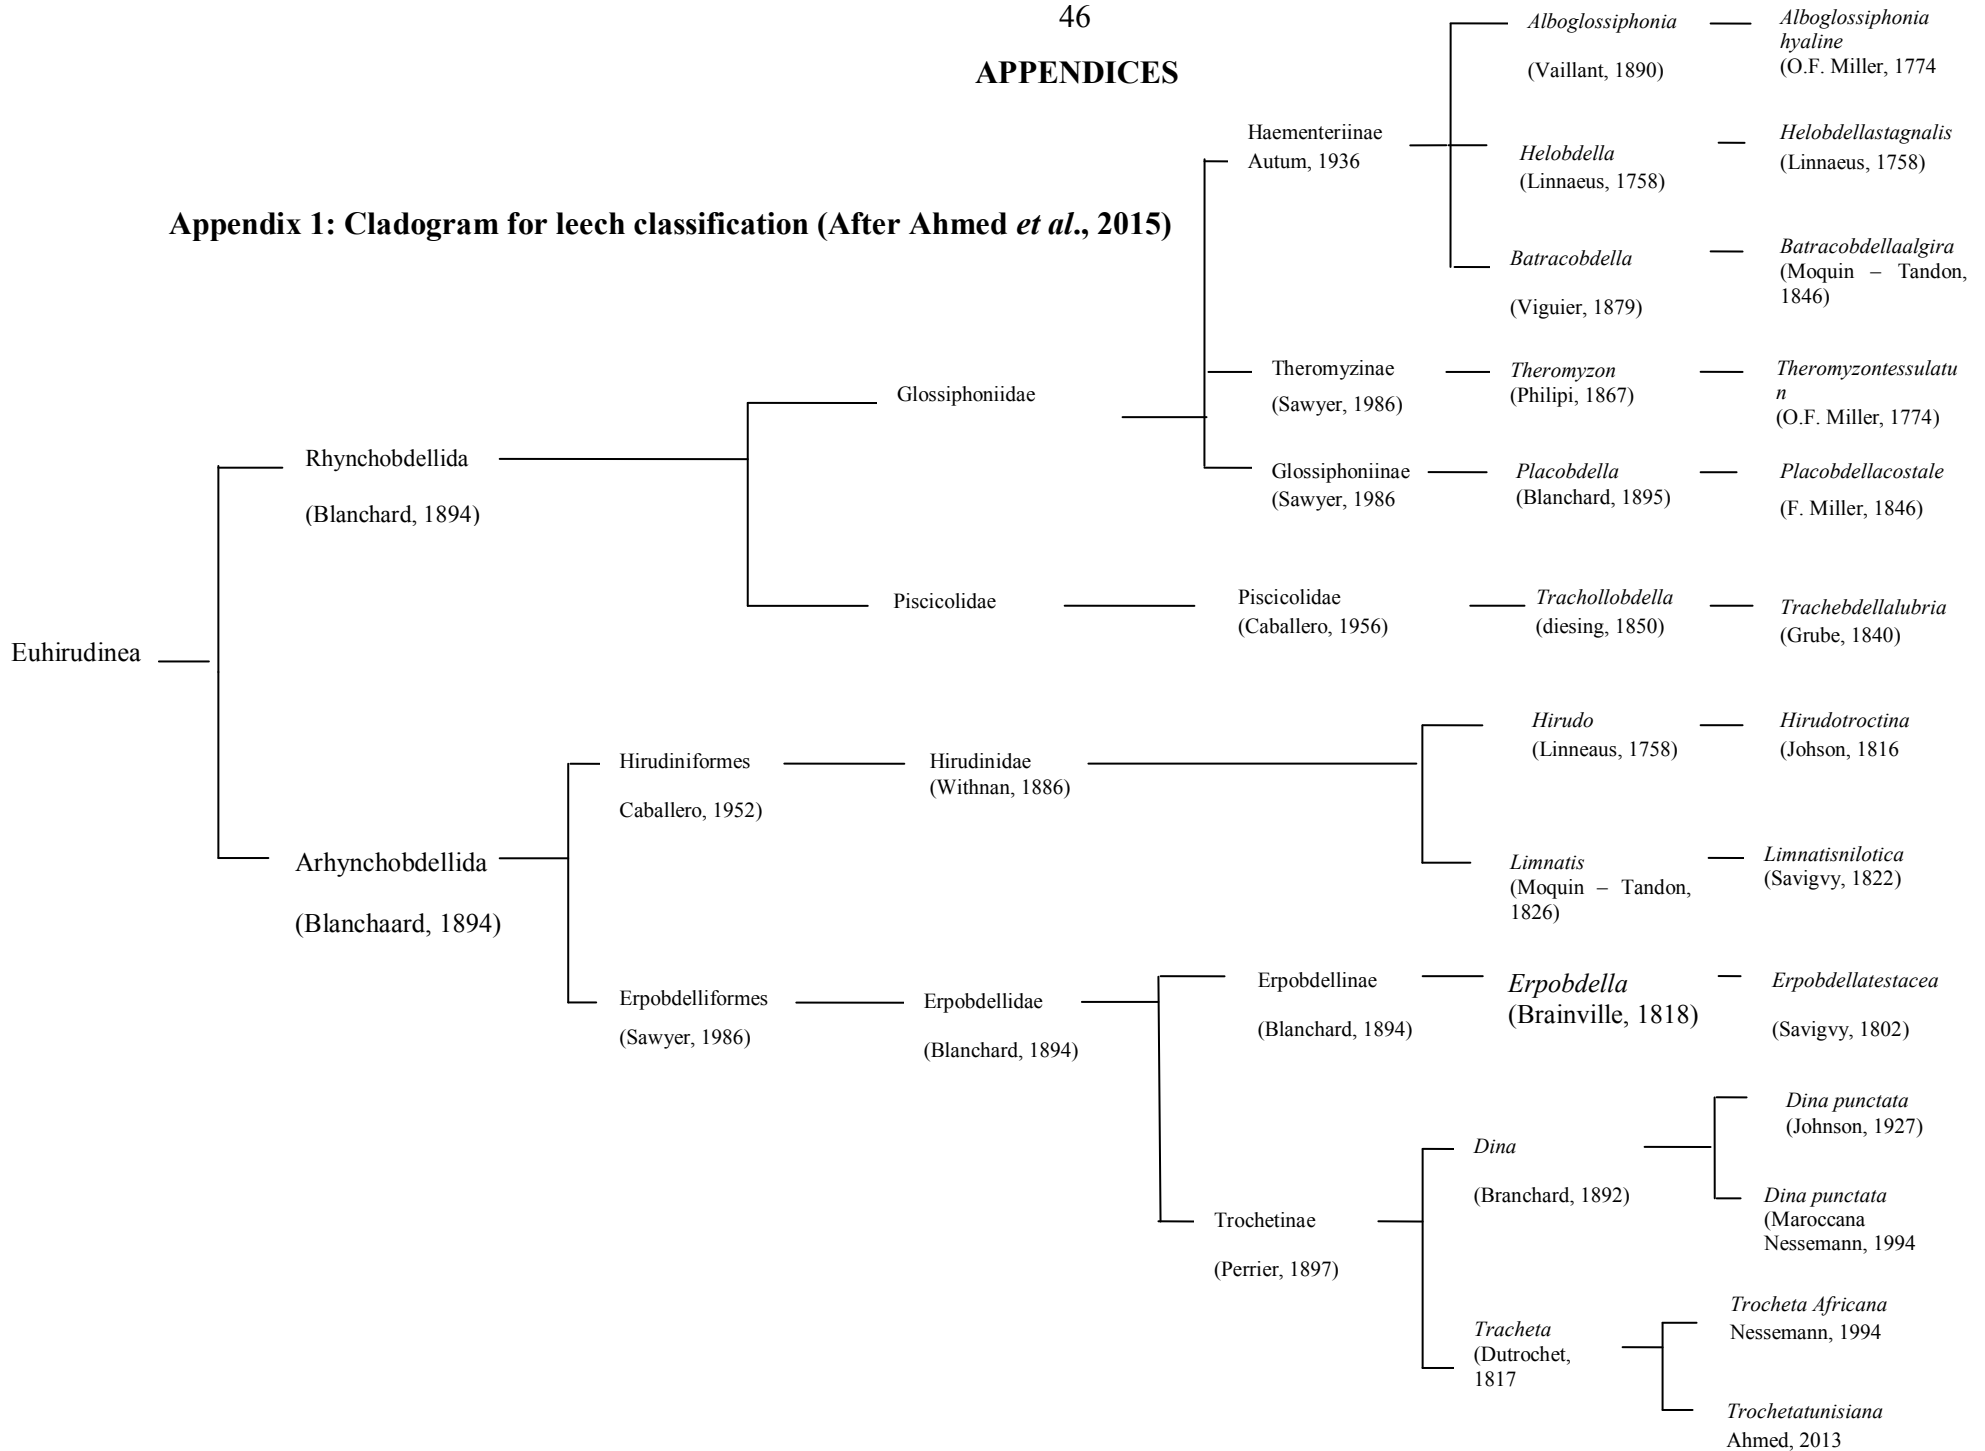 46
APPENDICES
Appendix 1: Cladogram for leech classification (After Ahmed et al., 2015)
Euhirudinea
Rhynchobdellida
(Blanchard, 1894)
Glossiphoniidae
Haementeriinae
Autum, 1936
Alboglossiphonia
(Vaillant, 1890)
Alboglossiphonia
hyaline
(O.F. Miller, 1774
Helobdella
(Linnaeus, 1758)
Helobdellastagnalis
(Linnaeus, 1758)
Batracobdella
(Viguier, 1879)
Batracobdellaalgira
(Moquin – Tandon,
1846)
Theromyzinae
(Sawyer, 1986)
Theromyzon
(Philipi, 1867)
Theromyzontessulatu
n
(O.F. Miller, 1774)
Glossiphoniinae
(Sawyer, 1986
Placobdella
(Blanchard, 1895)
Placobdellacostale
(F. Miller, 1846)
Piscicolidae
Piscicolidae
(Caballero, 1956)
Trachollobdella
(diesing, 1850)
Trachebdellalubria
(Grube, 1840)
Arhynchobdellida
(Blanchaard, 1894)
Hirudiniformes
Caballero, 1952)
Hirudinidae
(Withnan, 1886)
Hirudo
(Linneaus, 1758)
Hirudotroctina
(Johson, 1816
Limnatis
(Moquin – Tandon,
1826)
Limnatisnilotica
(Savigvy, 1822)
Erpobdelliformes
(Sawyer, 1986)
Erpobdellidae
(Blanchard, 1894)
Erpobdellinae
(Blanchard, 1894)
Erpobdella
(Brainville, 1818)
Erpobdellatestacea
(Savigvy, 1802)
Trochetinae
(Perrier, 1897)
Dina
(Branchard, 1892)
Dina punctata
(Johnson, 1927)
Dina punctata
(Maroccana
Nessemann, 1994
Tracheta
(Dutrochet,
1817
Trocheta Africana
Nessemann, 1994
Trochetatunisiana
Ahmed, 2013